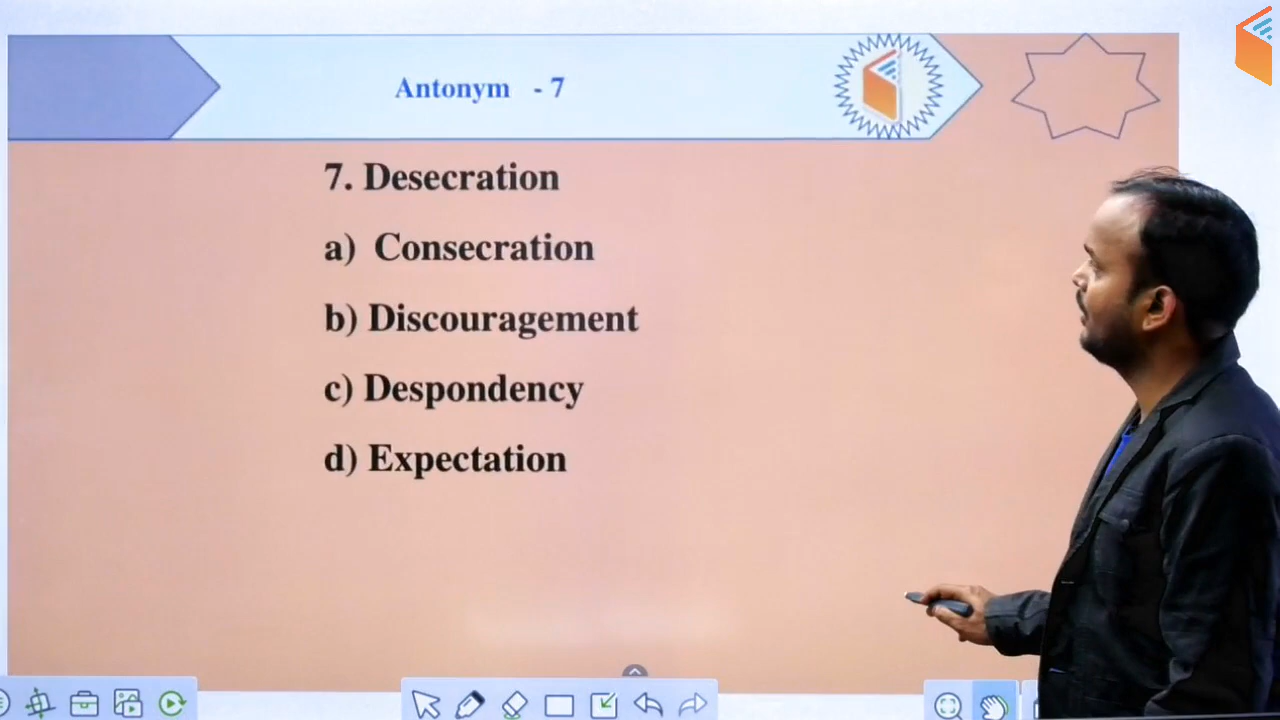 Antonym - 7
7. Desecration
a) Consecration
b) Discouragement
c) Despondency
d) Expectation